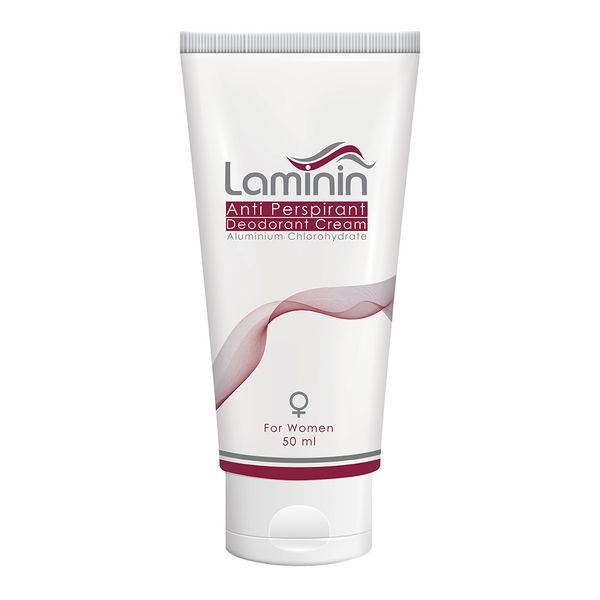 Laminin
Anti Perspirant
Deodorant Cream
Aluminium Chlorohydrate
For Women
50 ml